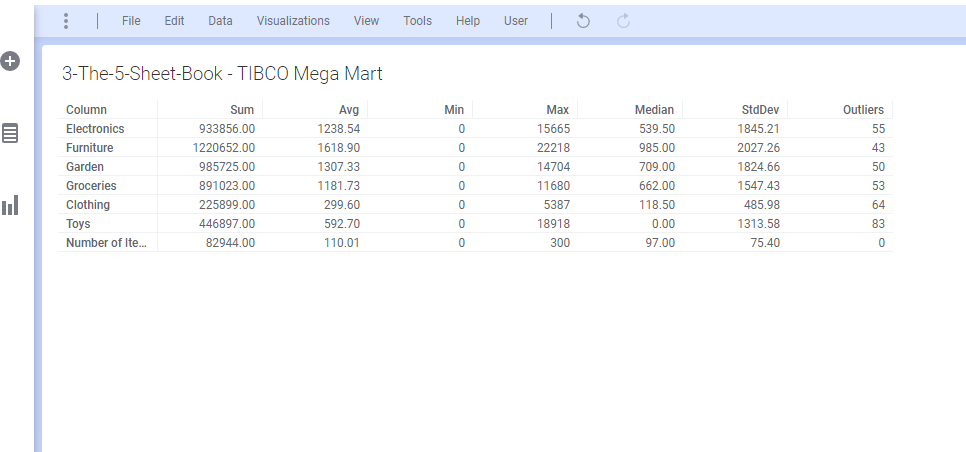 File Edit Data Visualizations View Tools Help User
3-The-5-Sheet-Book - TIBCO Mega Mart
Column Sum Avg Min Max Median StdDev Outliers
Electronics 933856.00 1238.54 0 15665 539.50 1845.21 55
Furniture 1220652.00 1618.90 0 22218 985.00 2027.26 43
Garden 985725.00 1307.33 0 14704 709.00 1824.66 50
Groceries 891023.00 1181.73 0 11680 662.00 1547.43 53
Clothing 225899.00 299.60 0 5387 118.50 485.98 64
Toys 446897.00 592.70 0 18918 0.00 1313.58 83
Number of Ite... 82944.00 110.01 0 300 97.00 75.40 0